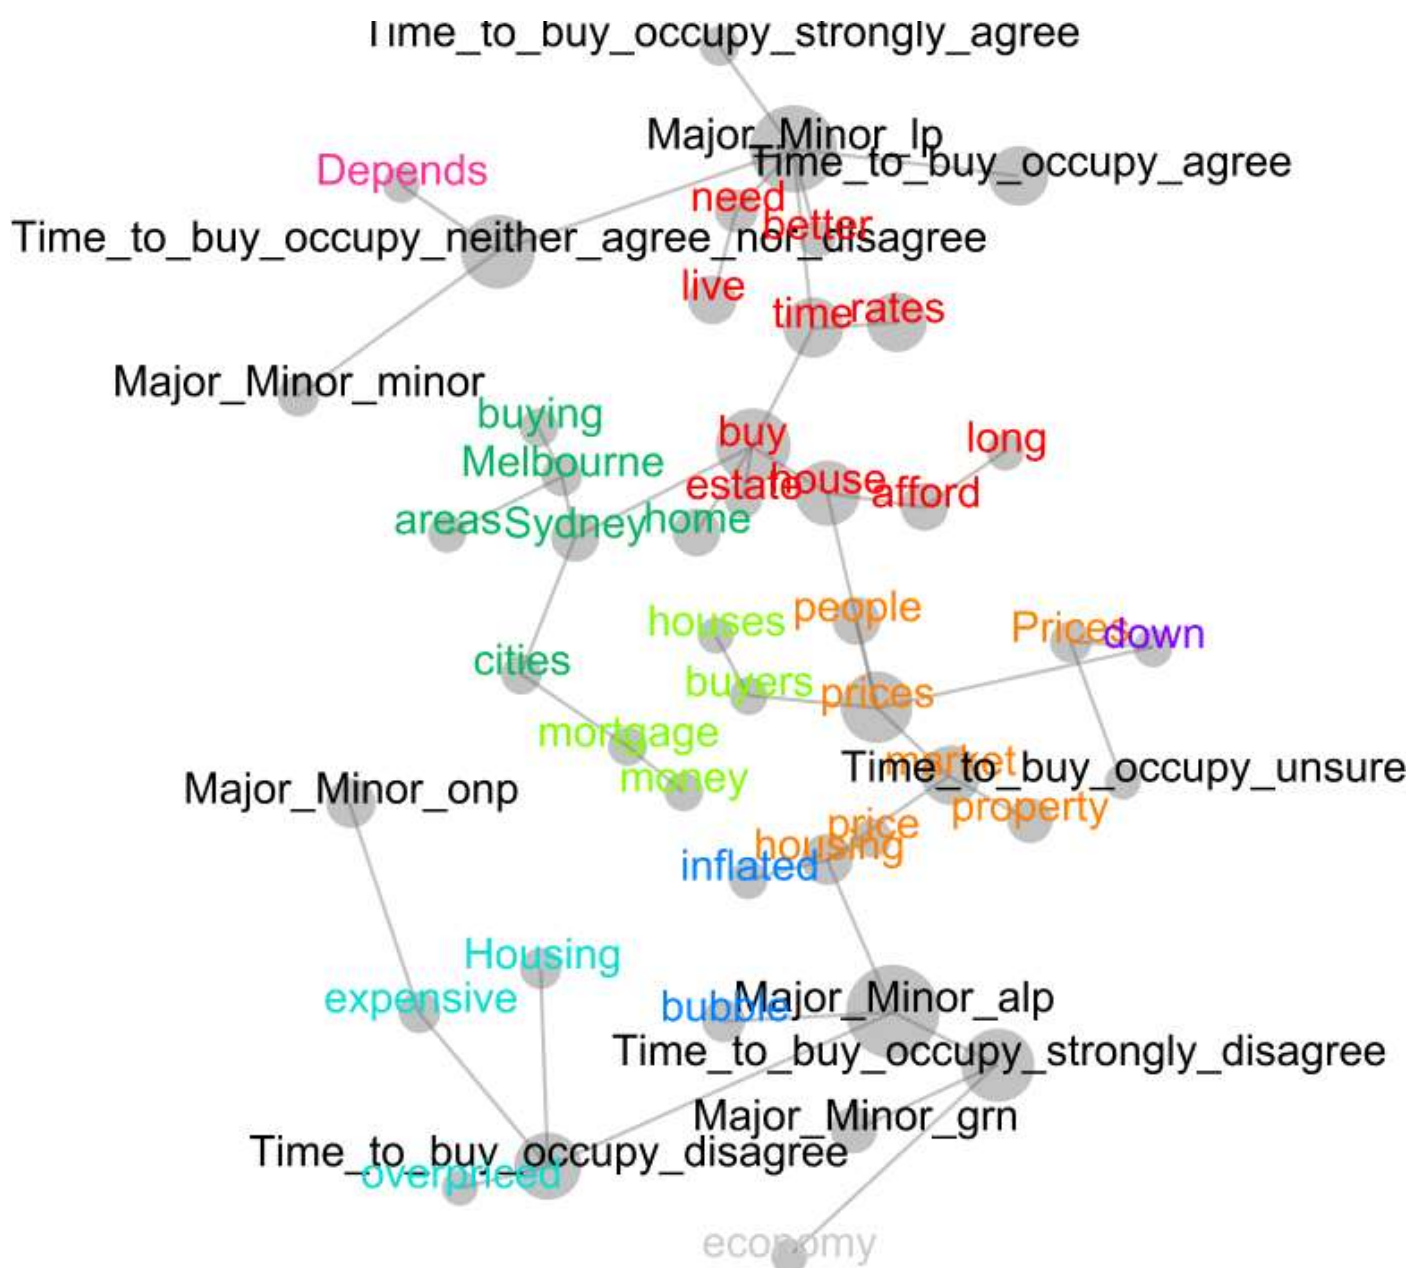 Time_to_buy_occupy_strongly_agree
Major_Minor_lp
Time_to_buy_occupy_agree
Depends
need
better
Time_to_buy_occupy_neither_agree_nor_disagree
live
time
rates
Major_Minor_minor
buying
buy
long
Melbourne
estate
house
afford
areas
Sydney
home
houses
people
Prices
down
cities
buyers
prices
mortgage
market
Time_to_buy_occupy_unsure
money
Major_Minor_onp
property
price
housing
inflated
Housing
expensive
bubble
Major_Minor_alp
Time_to_buy_occupy_strongly_disagree
Major_Minor_grn
Time_to_buy_occupy_disagree
overpriced
economy